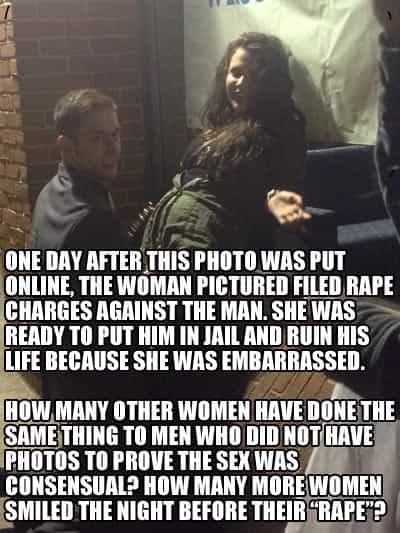 ONE DAY AFTER THIS PHOTO WAS PUT
ONLINE, THE WOMAN PICTURED FILED RAPE
CHARGES AGAINST THE MAN. SHE WAS
READY TO PUT HIM IN JAIL AND RUIN HIS
LIFE BECAUSE SHE WAS EMBARRASSED.
HOW MANY OTHER WOMEN HAVE DONE THE
SAME THING TO MEN WHO DID NOT HAVE
PHOTOS TO PROVE THE SEX WAS
CONSENSUAL? HOW MANY MORE WOMEN
SMILED THE NIGHT BEFORE THEIR "RAPE"?